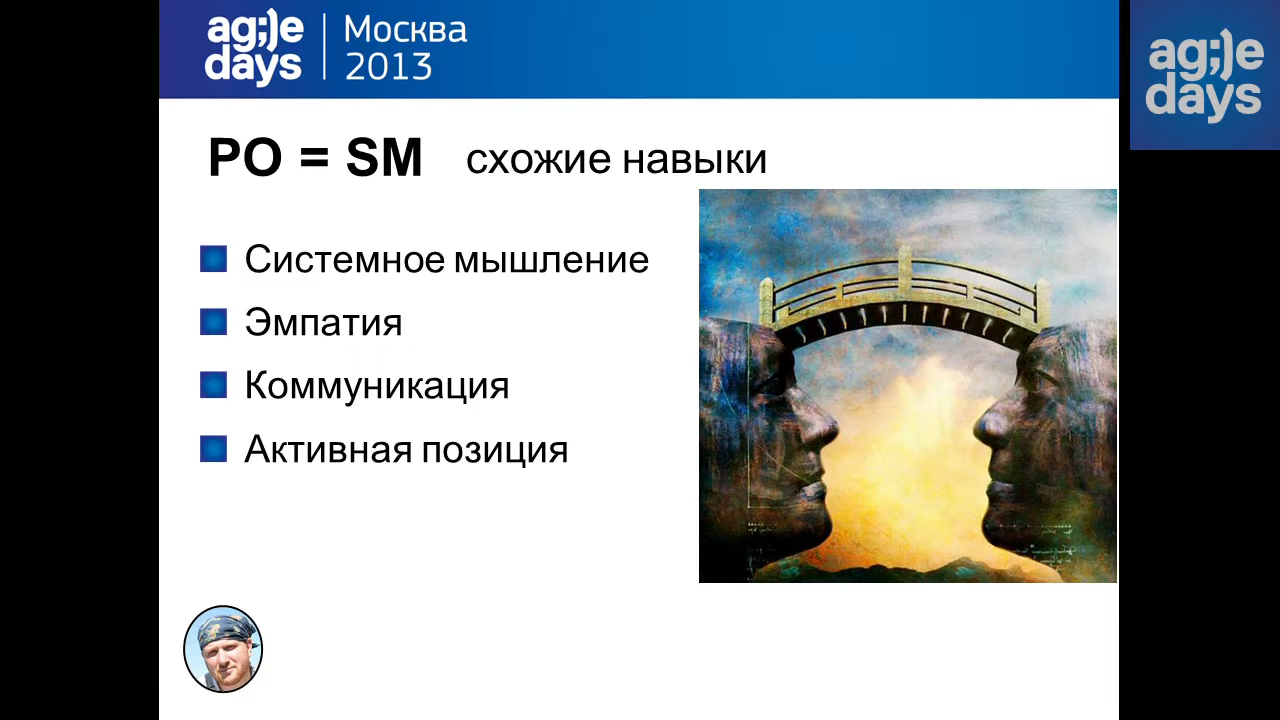 ag;)e
days
Москва
2013
ag;)e
days
PO = SM схожие навыки
Системное мышление
Эмпатия
Коммуникация
Активная позиция